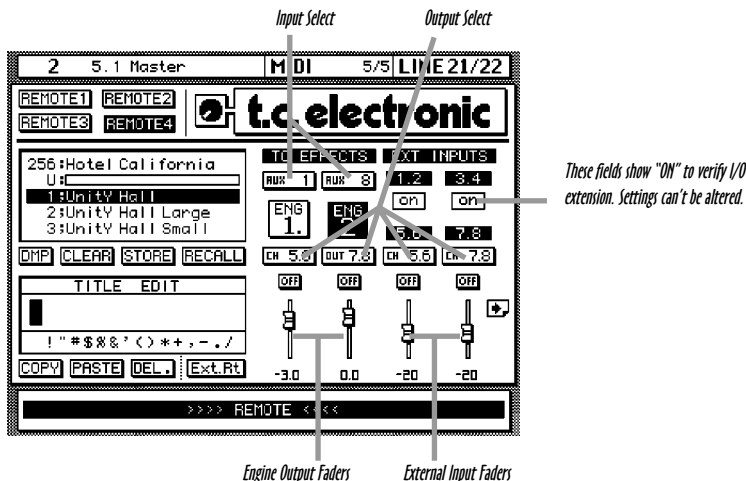 Input Select
Output Select
2 5.1 Master MIDI 5/5 LINE 21/22
REMOTE1 REMOTE2
REMOTE3 REMOTE4
t.c. electronic
256:Hotel California
U:
1:UnitY Hall
2:UnitY Hall Large
3:UnitY Hall Small
DMP CLEAR STORE RECALL
TITLE EDIT
!"#$%&'()*+,-./
COPY PASTE DEL. Ext.Rt
TO EFFECTS EXT INPUTS
AUX 1 AUX 8 1.2 3.4
on on
ENG 1. ENG 2 5.6 7.8
CH 5.6 OUT 7.8 CH 5.6 CH 7.8
OFF OFF OFF OFF
-3.0 0.0 -20 -20
>>>> REMOTE <<<<
These fields show "ON" to verify I/O
extension. Settings can't be altered.
Engine Output Faders
External Input Faders